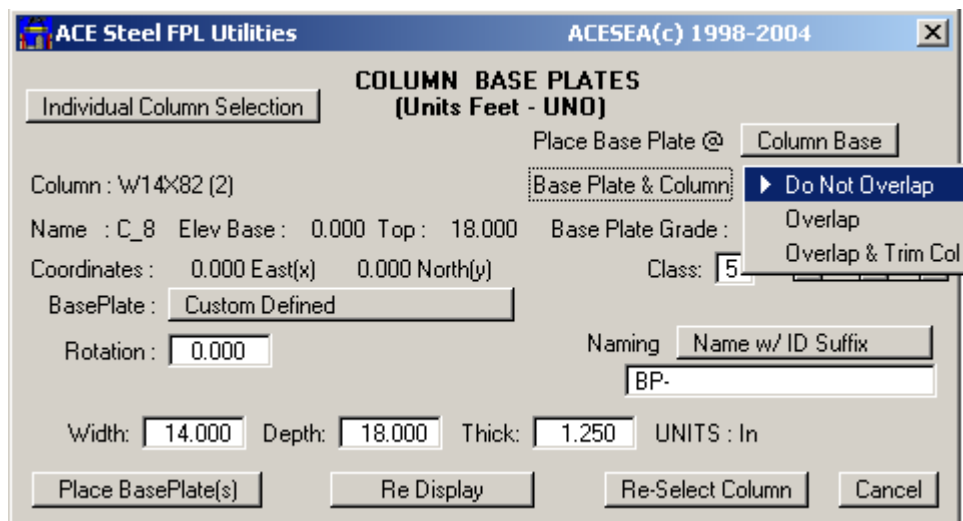 ACE Steel FPL Utilities ACESEA(c) 1998-2004
COLUMN BASE PLATES
Individual Column Selection (Units Feet - UNO)
Place Base Plate @ Column Base
Column : W14X82 (2) Base Plate & Column Do Not Overlap
Overlap
Name : C_8 Elev Base : 0.000 Top : 18.000 Base Plate Grade :
Overlap & Trim Col
Coordinates : 0.000 East(x) 0.000 North(y) Class: 5
BasePlate : Custom Defined
Rotation : 0.000 Naming Name w/ ID Suffix
BP-
Width: 14.000 Depth: 18.000 Thick: 1.250 UNITS : In
Place BasePlate(s) Re Display Re-Select Column Cancel